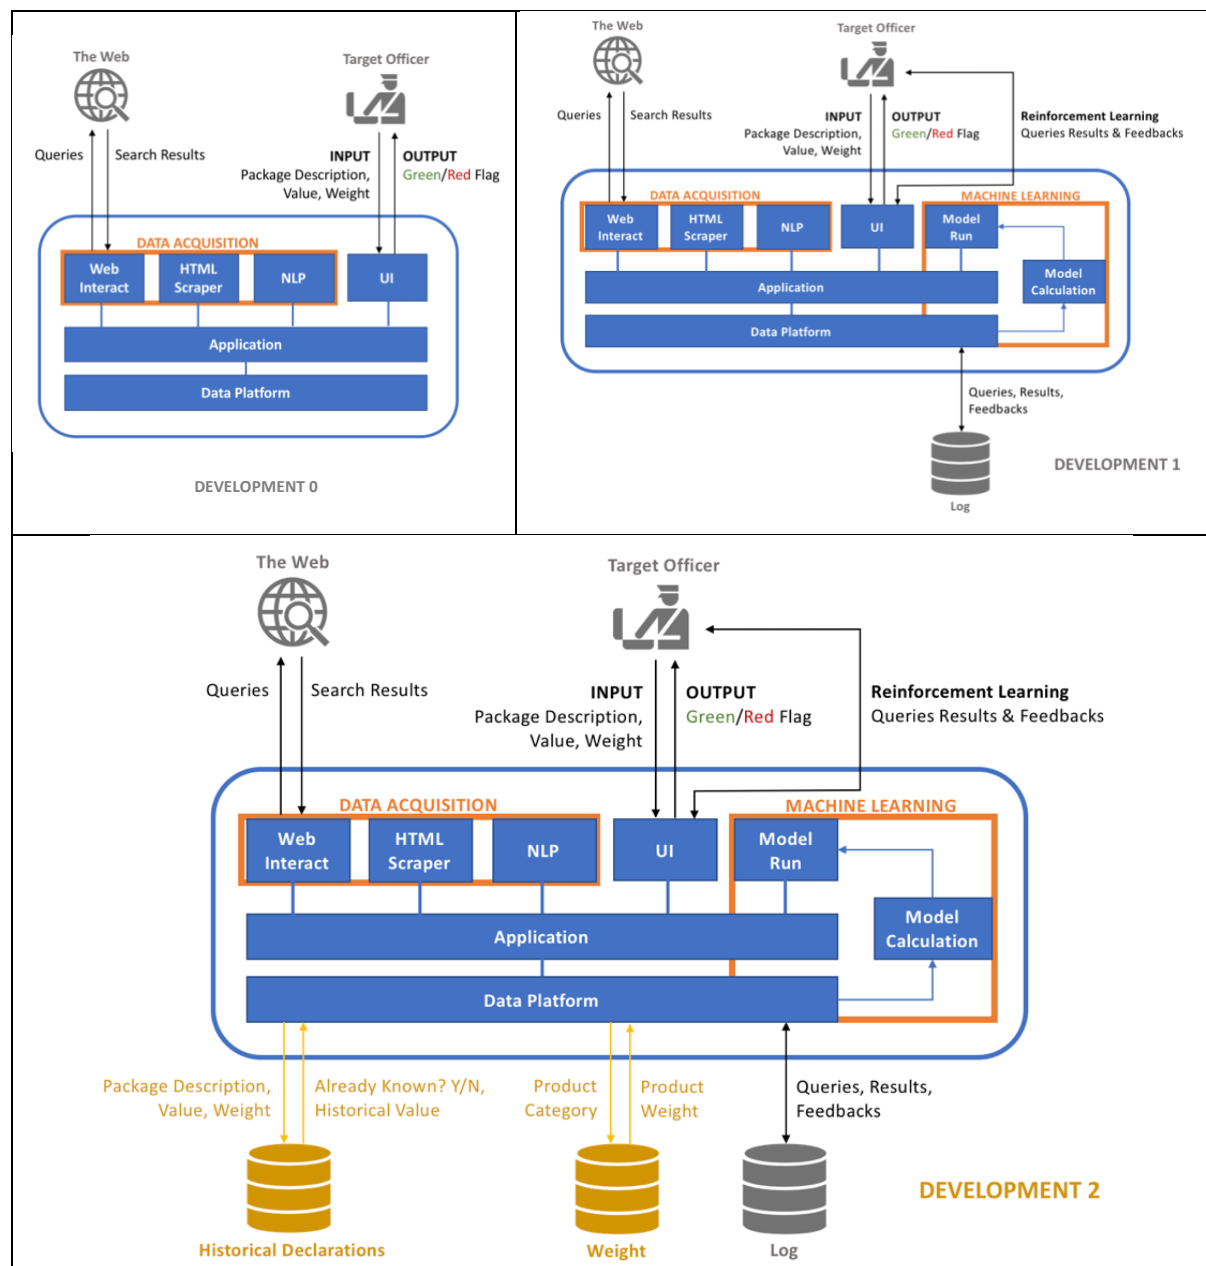 The Web
Target Officer
Queries
Search Results
INPUT
Package Description,
Value, Weight
OUTPUT
Green/Red Flag
DATA ACQUISITION
Web
Interact
HTML
Scraper
NLP
UI
Application
Data Platform
DEVELOPMENT 0
The Web
Target Officer
Queries
Search Results
INPUT
Package Description,
Value, Weight
OUTPUT
Green/Red Flag
Reinforcement Learning
Queries Results & Feedbacks
DATA ACQUISITION
MACHINE LEARNING
Web
Interact
HTML
Scraper
NLP
UI
Model
Run
Model
Calculation
Application
Data Platform
Queries, Results,
Feedbacks
Log
DEVELOPMENT 1
The Web
Target Officer
Queries
Search Results
INPUT
Package Description,
Value, Weight
OUTPUT
Green/Red Flag
Reinforcement Learning
Queries Results & Feedbacks
DATA ACQUISITION
MACHINE LEARNING
Web
Interact
HTML
Scraper
NLP
UI
Model
Run
Model
Calculation
Application
Data Platform
Package Description,
Value, Weight
Already Known? Y/N,
Historical Value
Product
Category
Product
Weight
Queries, Results,
Feedbacks
Historical Declarations
Weight
Log
DEVELOPMENT 2